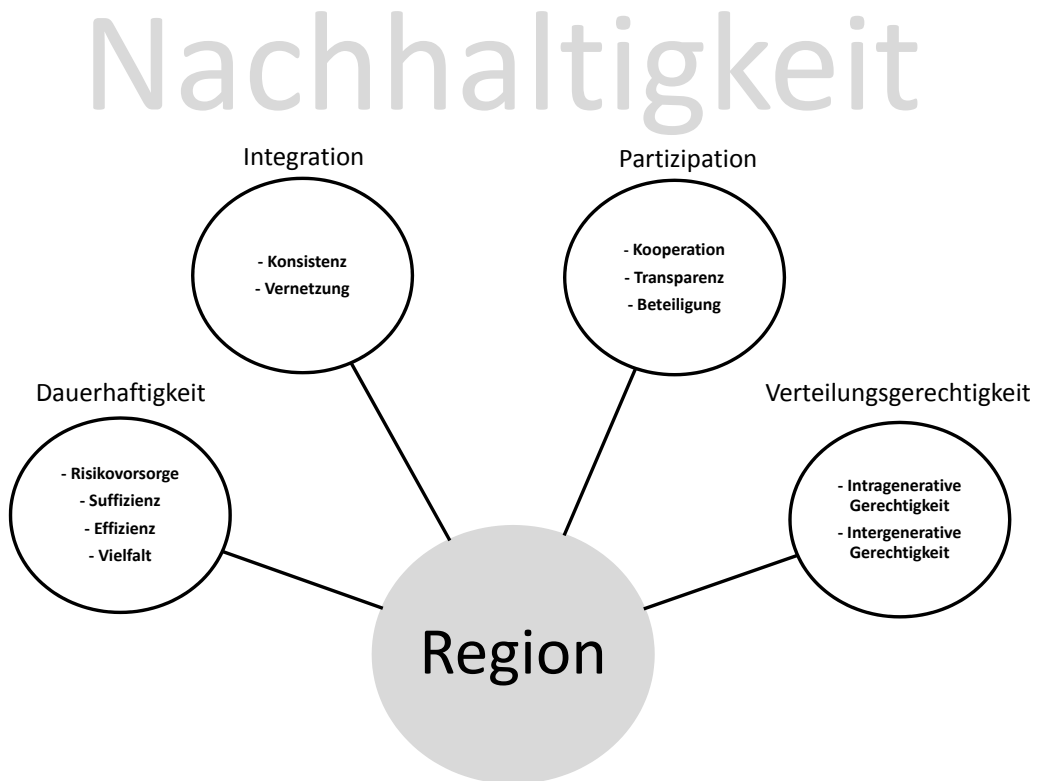 Nachhaltigkeit
Integration
- Konsistenz
- Vernetzung
Partizipation
- Kooperation
- Transparenz
- Beteiligung
Dauerhaftigkeit
- Risikovorsorge
- Suffizienz
- Effizienz
- Vielfalt
Verteilungsgerechtigkeit
- Intragenerative
Gerechtigkeit
- Intergenerative
Gerechtigkeit
Region